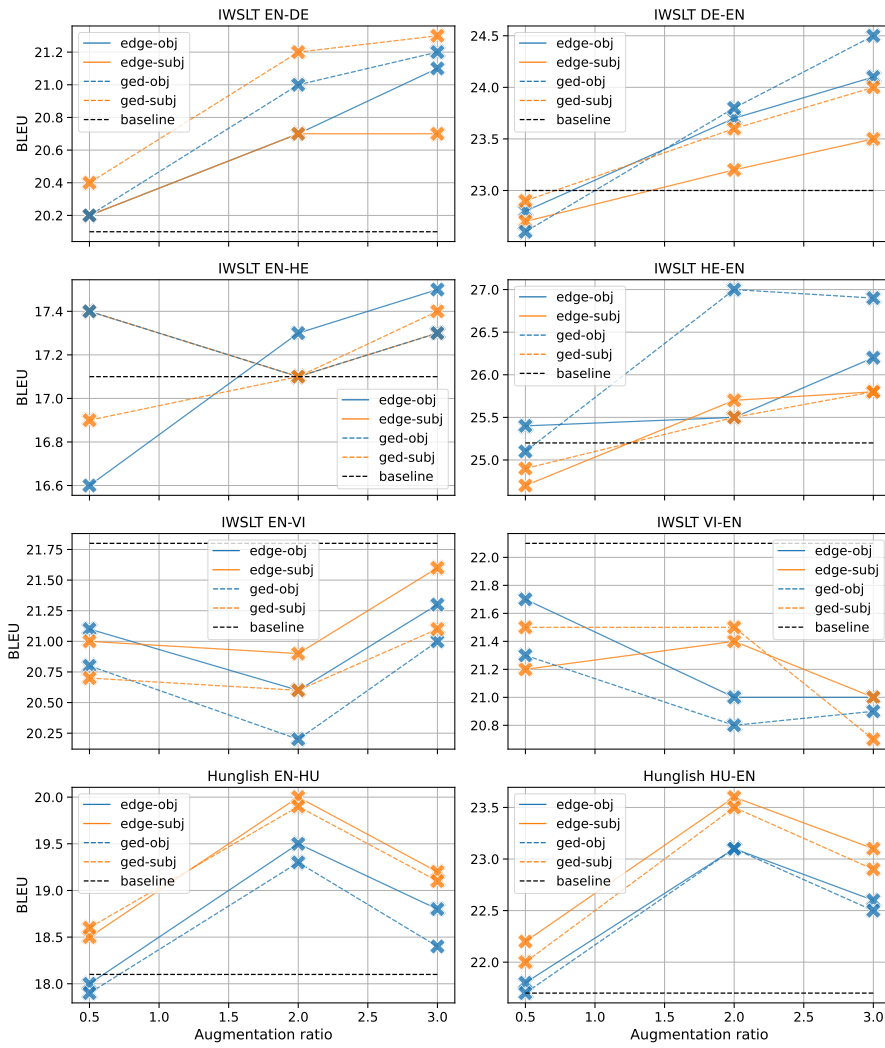 IWSLT EN-DE
21.2
21.0
20.8
20.6
20.4
20.2
BLEU
edge-obj
edge-subj
ged-obj
ged-subj
baseline
IWSLT DE-EN
24.5
24.0
23.5
23.0
edge-obj
edge-subj
ged-obj
ged-subj
baseline
IWSLT EN-HE
17.4
17.2
17.0
16.8
16.6
BLEU
edge-obj
edge-subj
ged-obj
ged-subj
baseline
IWSLT HE-EN
27.0
26.5
26.0
25.5
25.0
edge-obj
edge-subj
ged-obj
ged-subj
baseline
IWSLT EN-VI
21.75
21.50
21.25
21.00
20.75
20.50
20.25
BLEU
edge-obj
edge-subj
ged-obj
ged-subj
baseline
IWSLT VI-EN
22.0
21.8
21.6
21.4
21.2
21.0
20.8
edge-obj
edge-subj
ged-obj
ged-subj
baseline
Hunglish EN-HU
20.0
19.5
19.0
18.5
18.0
BLEU
edge-obj
edge-subj
ged-obj
ged-subj
baseline
0.5 1.0 1.5 2.0 2.5 3.0
Augmentation ratio
Hunglish HU-EN
23.5
23.0
22.5
22.0
edge-obj
edge-subj
ged-obj
ged-subj
baseline
0.5 1.0 1.5 2.0 2.5 3.0
Augmentation ratio